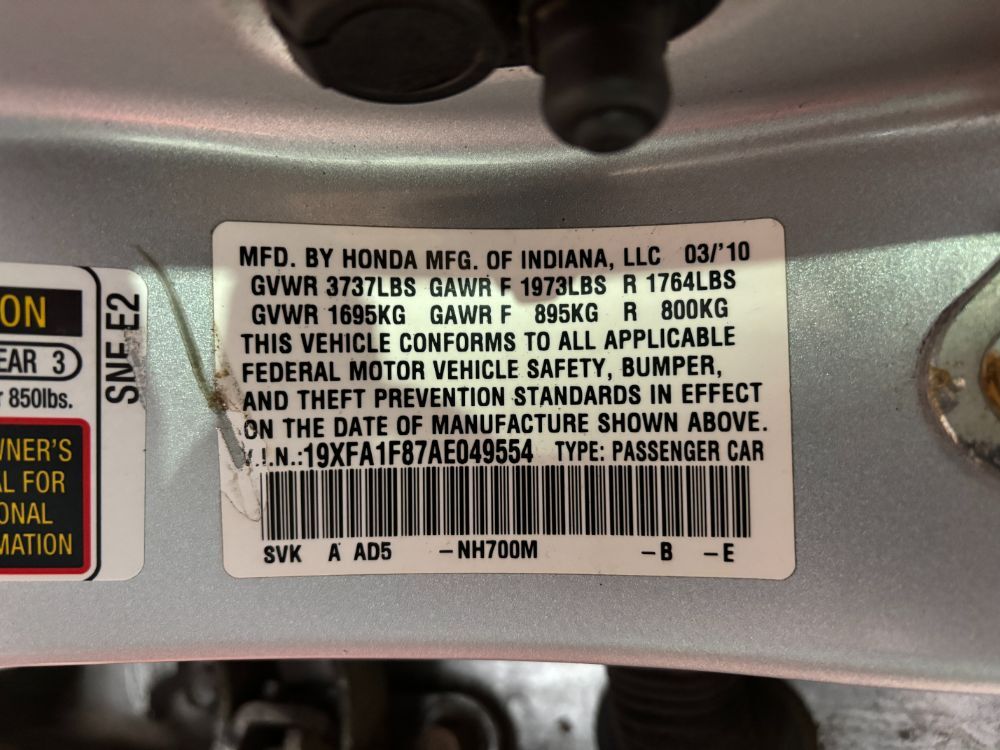 MFD. BY HONDA MFG. OF INDIANA, LLC 03/'10
GVWR 3737LBS GAWR F 1973LBS R 1764LBS
GVWR 1695KG GAWR F 895KG R 800KG
THIS VEHICLE CONFORMS TO ALL APPLICABLE
FEDERAL MOTOR VEHICLE SAFETY, BUMPER,
AND THEFT PREVENTION STANDARDS IN EFFECT
ON THE DATE OF MANUFACTURE SHOWN ABOVE.
V.I.N.:19XFA1F87AE049554 TYPE: PASSENGER CAR
SVK A AD5 -NH700M -B -E
ON
EAR 3
r 850lbs.
WNER'S
AL FOR
ONAL
MATION
SNE E2